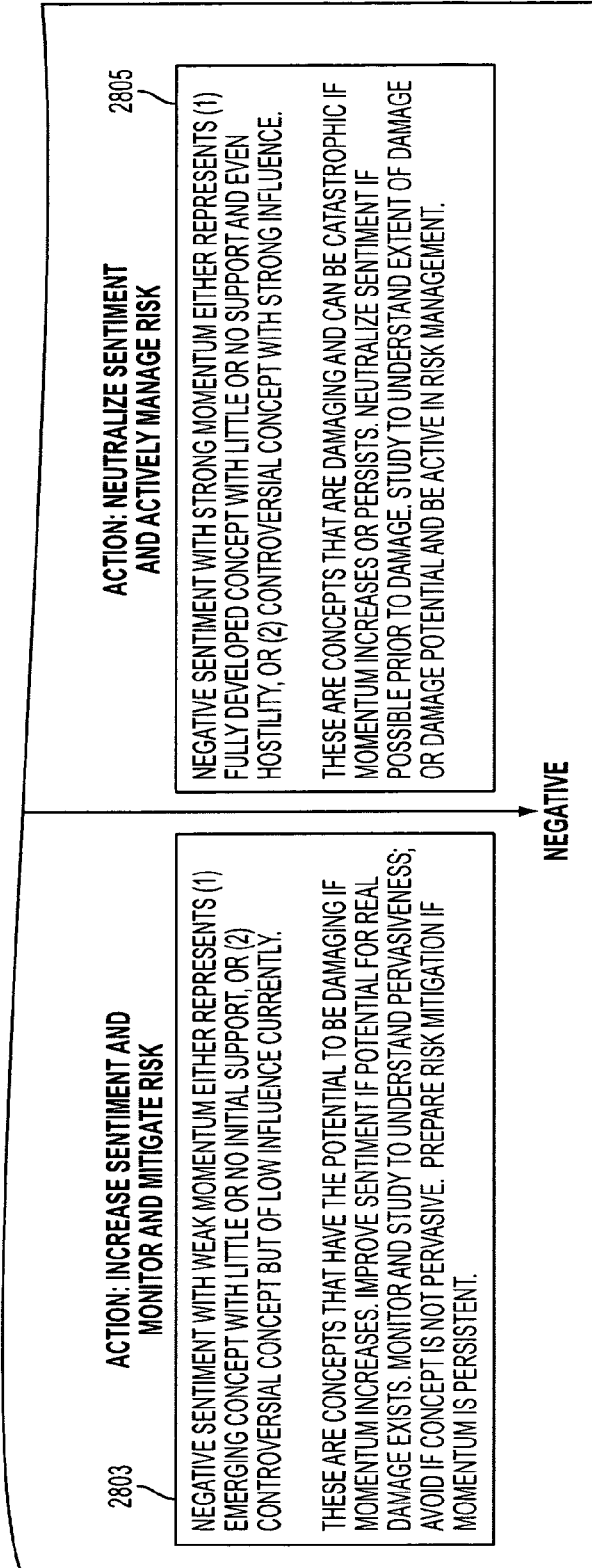 2803
ACTION: INCREASE SENTIMENT AND
MONITOR AND MITIGATE RISK
NEGATIVE SENTIMENT WITH WEAK MOMENTUM EITHER REPRESENTS (1)
EMERGING CONCEPT WITH LITTLE OR NO INITIAL SUPPORT, OR (2)
CONTROVERSIAL CONCEPT BUT OF LOW INFLUENCE CURRENTLY.
THESE ARE CONCEPTS THAT HAVE THE POTENTIAL TO BE DAMAGING IF
MOMENTUM INCREASES. IMPROVE SENTIMENT IF POTENTIAL FOR REAL
DAMAGE EXISTS. MONITOR AND STUDY TO UNDERSTAND PERVASIVENESS;
AVOID IF CONCEPT IS NOT PERVASIVE. PREPARE RISK MITIGATION IF
MOMENTUM IS PERSISTENT.
ACTION: NEUTRALIZE SENTIMENT
AND ACTIVELY MANAGE RISK
2805
NEGATIVE SENTIMENT WITH STRONG MOMENTUM EITHER REPRESENTS (1)
FULLY DEVELOPED CONCEPT WITH LITTLE OR NO SUPPORT AND EVEN
HOSTILITY, OR (2) CONTROVERSIAL CONCEPT WITH STRONG INFLUENCE.
THESE ARE CONCEPTS THAT ARE DAMAGING AND CAN BE CATASTROPHIC IF
MOMENTUM INCREASES OR PERSISTS. NEUTRALIZE SENTIMENT IF
POSSIBLE PRIOR TO DAMAGE, STUDY TO UNDERSTAND EXTENT OF DAMAGE
OR DAMAGE POTENTIAL AND BE ACTIVE IN RISK MANAGEMENT.
NEGATIVE